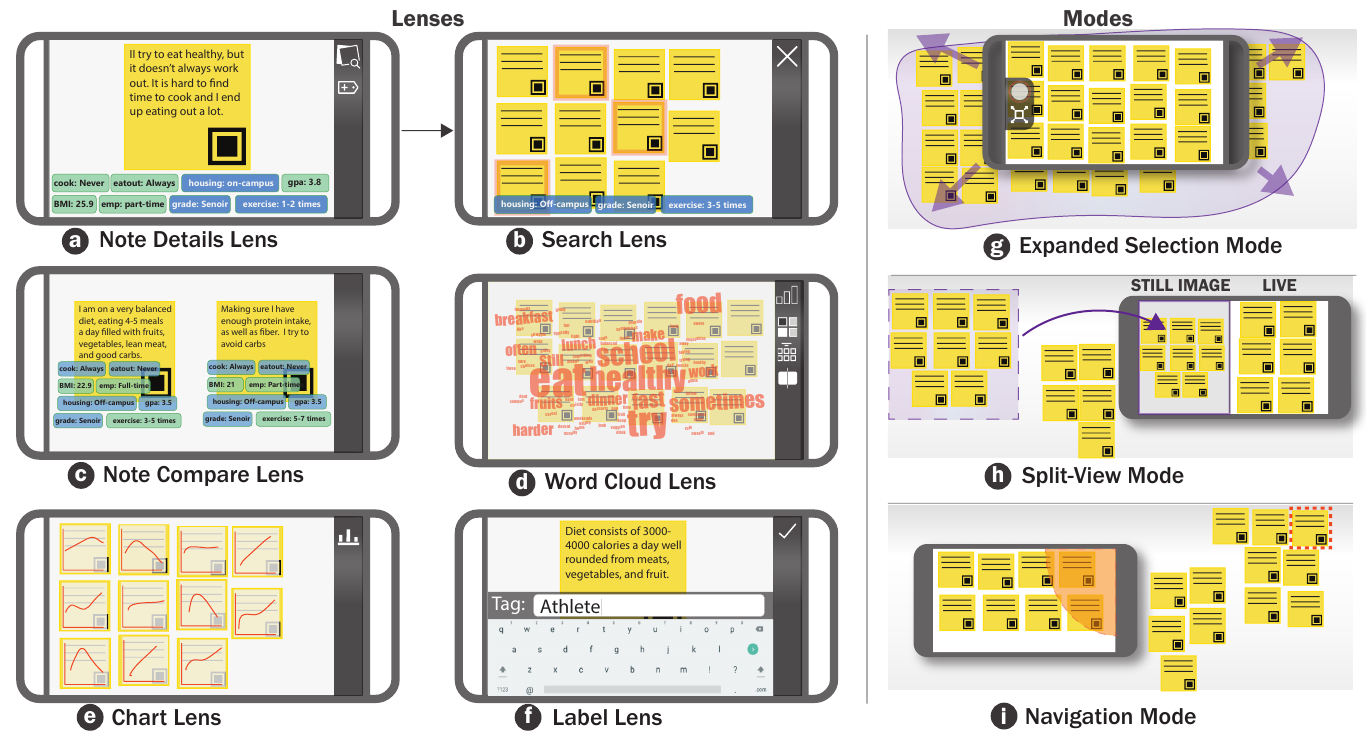 Lenses
Modes
II try to eat healthy, but
it doesn't always work
out. It is hard to find
time to cook and I end
up eating out a lot.
cook: Never
eatout: Always
housing: on-campus
gpa: 3.8
BMI: 25.9
emp: part-time
grade: Senoir
exercise: 1-2 times
a Note Details Lens
housing: Off-campus
grade: Senoir
exercise: 3-5 times
b Search Lens
g Expanded Selection Mode
I am on a very balanced
diet, eating 4-5 meals
a day filled with fruits,
vegetables, lean meat,
and good carbs.
cook: Always
eatout: Never
BMI: 22.9
emp: Full-time
housing: Off-campus
gpa: 3.5
grade: Senoir
exercise: 3-5 times
Making sure I have
enough protein intake,
as well as fiber. I try to
avoid carbs
cook: Always
eatout: Never
BMI: 21
emp: Part-time
housing: Off-campus
gpa: 3.5
grade: Senoir
exercise: 5-7 times
c Note Compare Lens
breakfast
food
often
lunch
make
Still
school
eat
healthy
work
fruits
dinner
fast
sometimes
harder
try
d Word Cloud Lens
STILL IMAGE
LIVE
h Split-View Mode
e Chart Lens
Diet consists of 3000-
4000 calories a day well
rounded from meats,
vegetables, and fruit.
Tag: Athlete
q w e r t y u i o p
a s d f g h j k l
z x c v b n m ! ?
?123 @ . .com
f Label Lens
i Navigation Mode